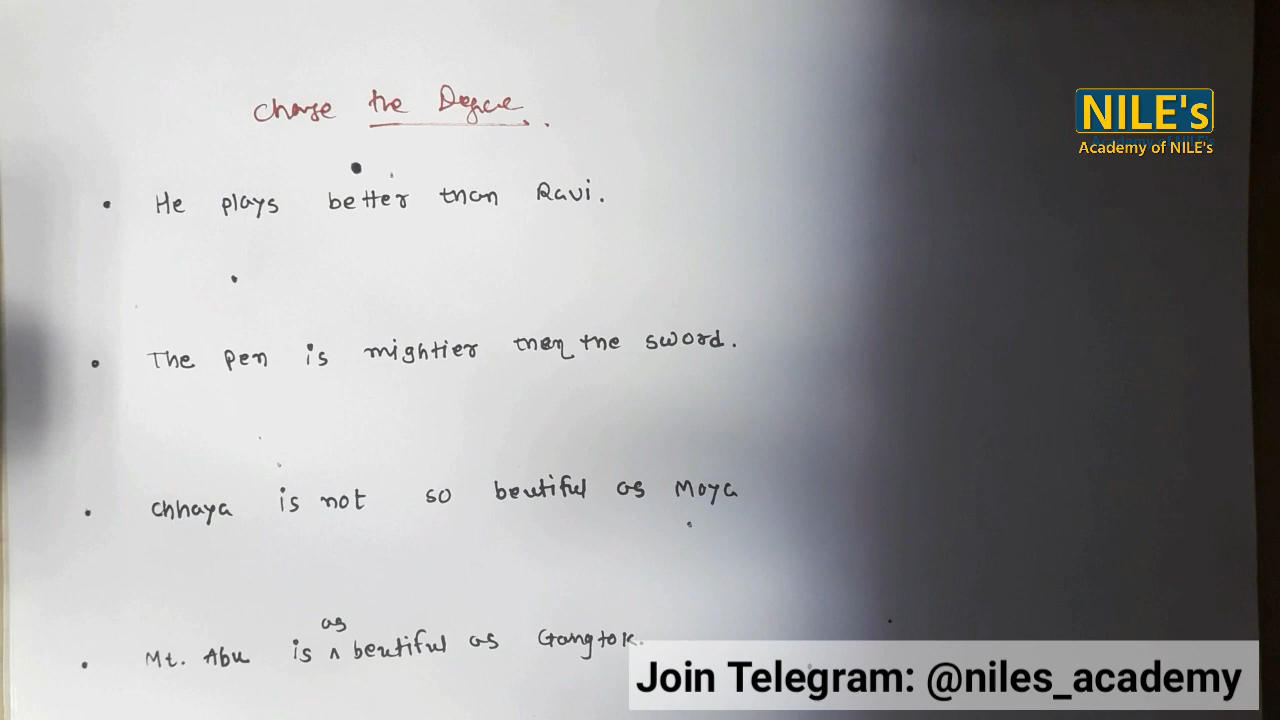 Change the Degree.
NILE's
Academy of NILE's
• He plays better than Ravi.
• The pen is mightier than the sword.
• Chhaya is not so beutiful as Maya
• Mt. Abu is as beutiful as Gangtok.
Join Telegram: @niles_academy